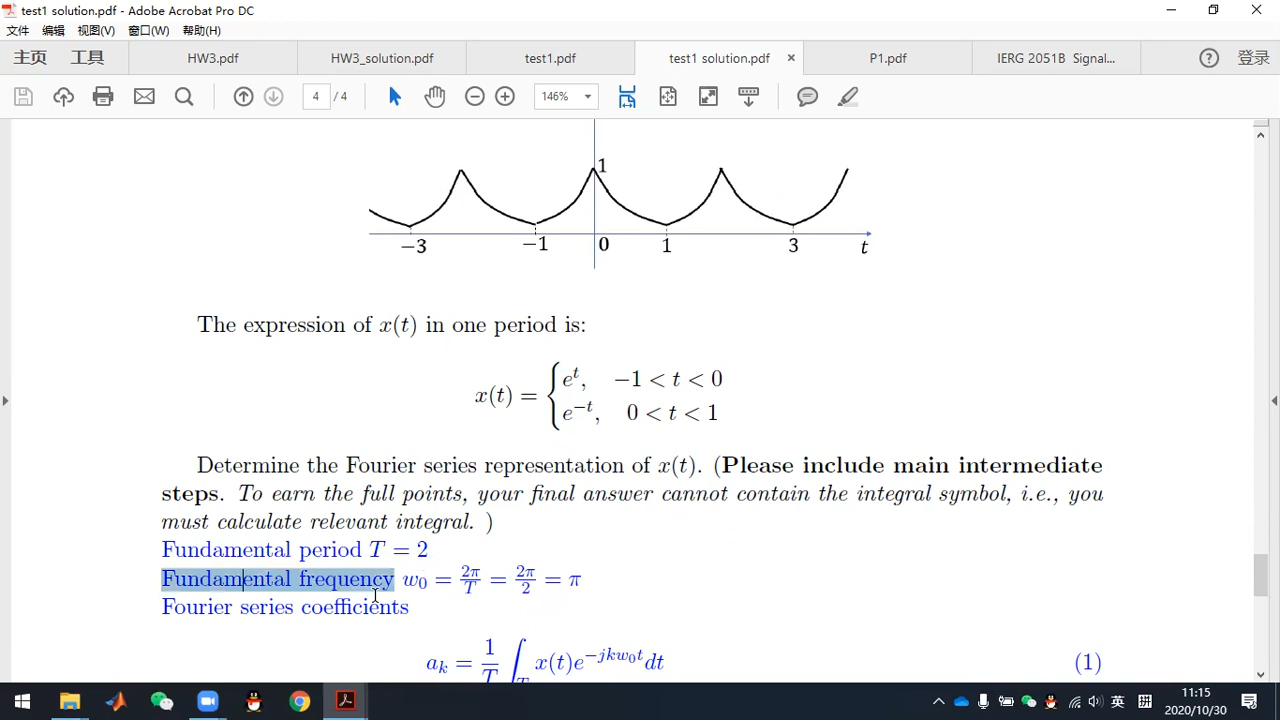 test1 solution.pdf - Adobe Acrobat Pro DC
文件 编辑 视图(V) 窗口(W) 帮助(H)
主页 工具 HW3.pdf HW3_solution.pdf test1.pdf test1 solution.pdf × P1.pdf IERG 2051B Signal... 登录
4 / 4 146%
1
−3 −1 0 1 3 t
The expression of x(t) in one period is:
x(t) = { e^t, −1 < t < 0
e^{−t}, 0 < t < 1
Determine the Fourier series representation of x(t). (Please include main intermediate
steps. To earn the full points, your final answer cannot contain the integral symbol, i.e., you
must calculate relevant integral. )
Fundamental period T = 2
Fundamental frequency w_0 = 2π/T = 2π/2 = π
Fourier series coefficients
a_k = 1/T ∫_T x(t)e^{−jkw_0t}dt (1)
英 拼 11:15
2020/10/30